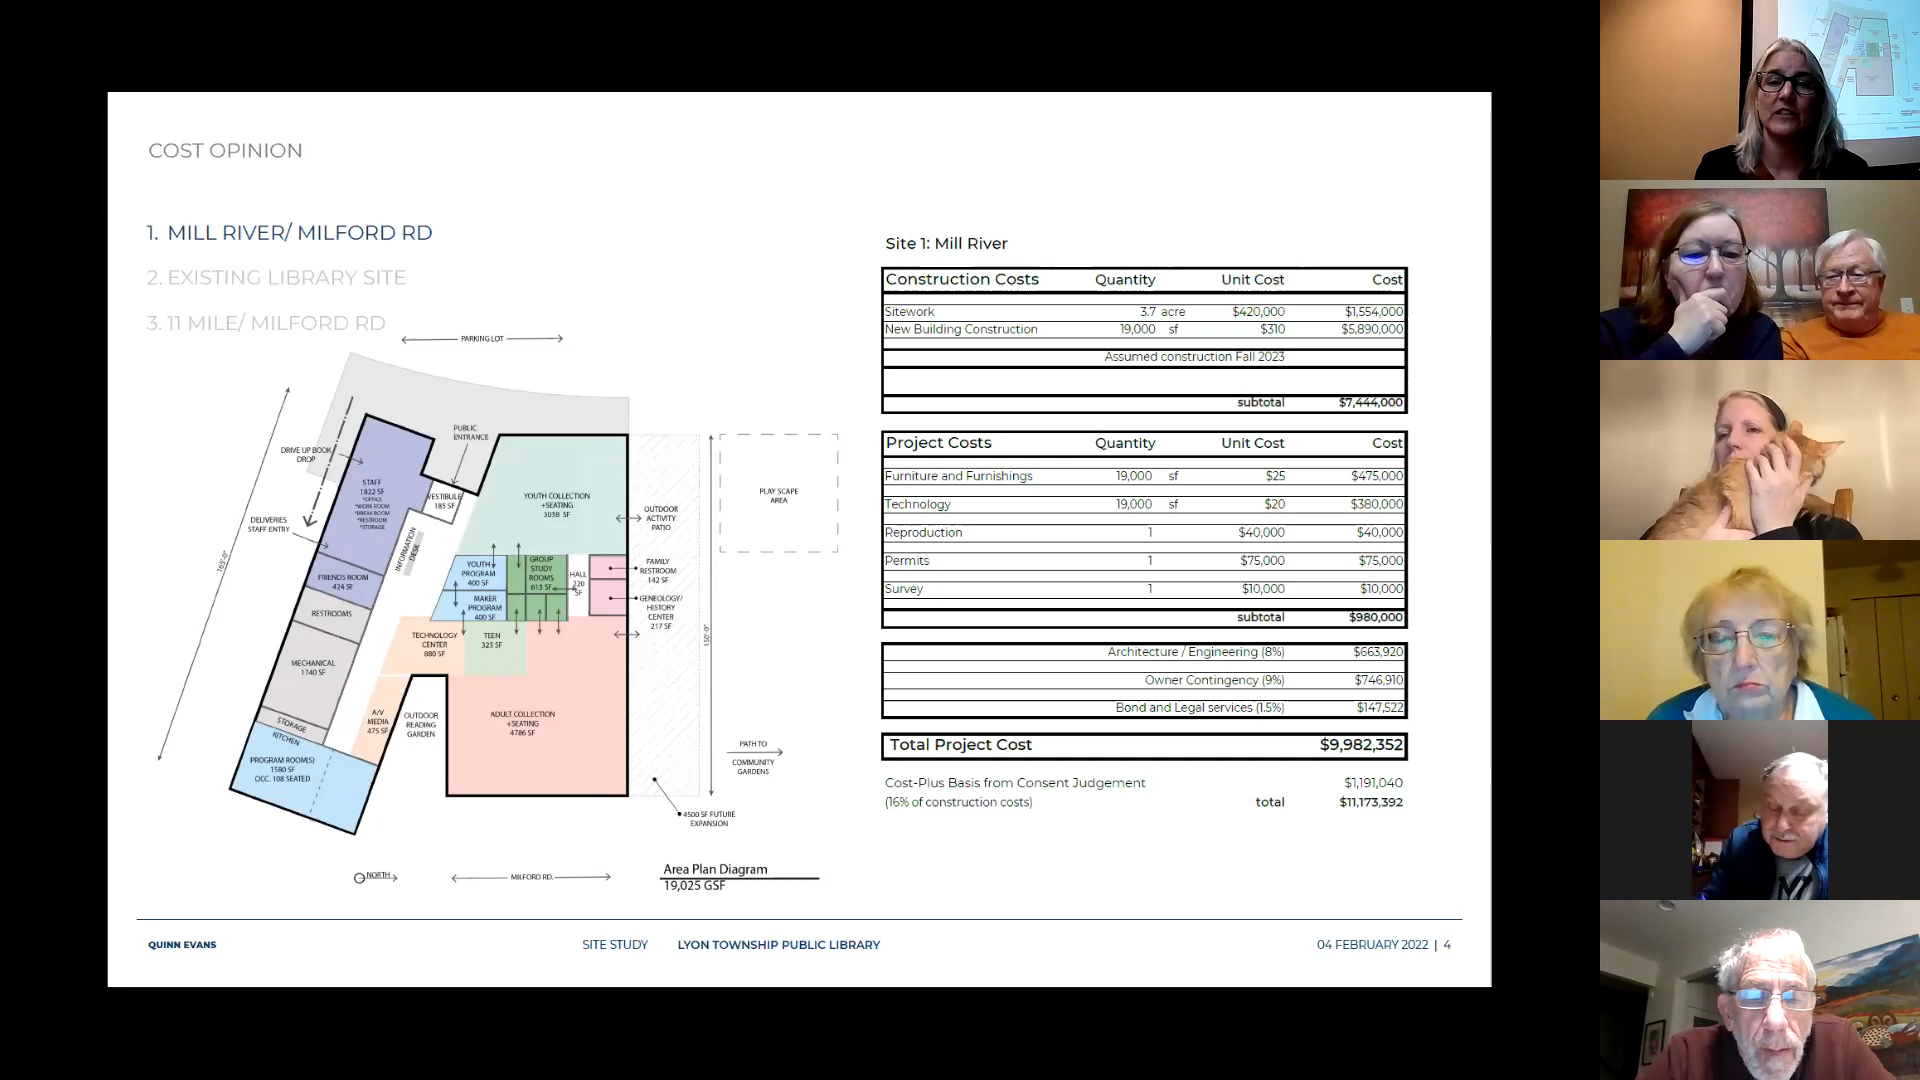 COST OPINION
1. MILL RIVER/ MILFORD RD
2. EXISTING LIBRARY SITE
3. 11 MILE/ MILFORD RD
PARKING LOT
PUBLIC
ENTRANCE
DRIVE UP BOOK
DROP
STAFF
1822 SF
*OFFICE
*WORK ROOM
*BREAK ROOM
*RESTROOM
*STORAGE
VESTIBULE
185 SF
YOUTH COLLECTION
+SEATING
3038 SF
PLAY SCAPE
AREA
DELIVERIES
STAFF ENTRY
OUTDOOR
ACTIVITY
PATIO
INFORMATION
DESK
165'-0"
FRIENDS ROOM
424 SF
YOUTH
PROGRAM
400 SF
GROUP
STUDY
ROOMS
613 SF
HALL
220
SF
FAMILY
RESTROOM
142 SF
MAKER
PROGRAM
400 SF
GENEOLOGY/
HISTORY
CENTER
217 SF
RESTROOMS
TECHNOLOGY
CENTER
880 SF
TEEN
325 SF
150'-0"
MECHANICAL
1740 SF
A/V
MEDIA
475 SF
OUTDOOR
READING
GARDEN
ADULT COLLECTION
+SEATING
4786 SF
STORAGE
KITCHEN
PROGRAM ROOM(S)
1580 SF
OCC. 108 SEATED
PATH TO
COMMUNITY
GARDENS
4500 SF FUTURE
EXPANSION
NORTH
MILFORD RD.
Area Plan Diagram
19,025 GSF
Site 1: Mill River
Construction Costs Quantity Unit Cost Cost
Sitework 3.7 acre $420,000 $1,554,000
New Building Construction 19,000 sf $310 $5,890,000
Assumed construction Fall 2023
subtotal $7,444,000
Project Costs Quantity Unit Cost Cost
Furniture and Furnishings 19,000 sf $25 $475,000
Technology 19,000 sf $20 $380,000
Reproduction 1 $40,000 $40,000
Permits 1 $75,000 $75,000
Survey 1 $10,000 $10,000
subtotal $980,000
Architecture / Engineering (8%) $663,920
Owner Contingency (9%) $746,910
Bond and Legal services (1.5%) $147,522
Total Project Cost $9,982,352
Cost-Plus Basis from Consent Judgement $1,191,040
(16% of construction costs) total $11,173,392
QUINN EVANS SITE STUDY LYON TOWNSHIP PUBLIC LIBRARY 04 FEBRUARY 2022 | 4